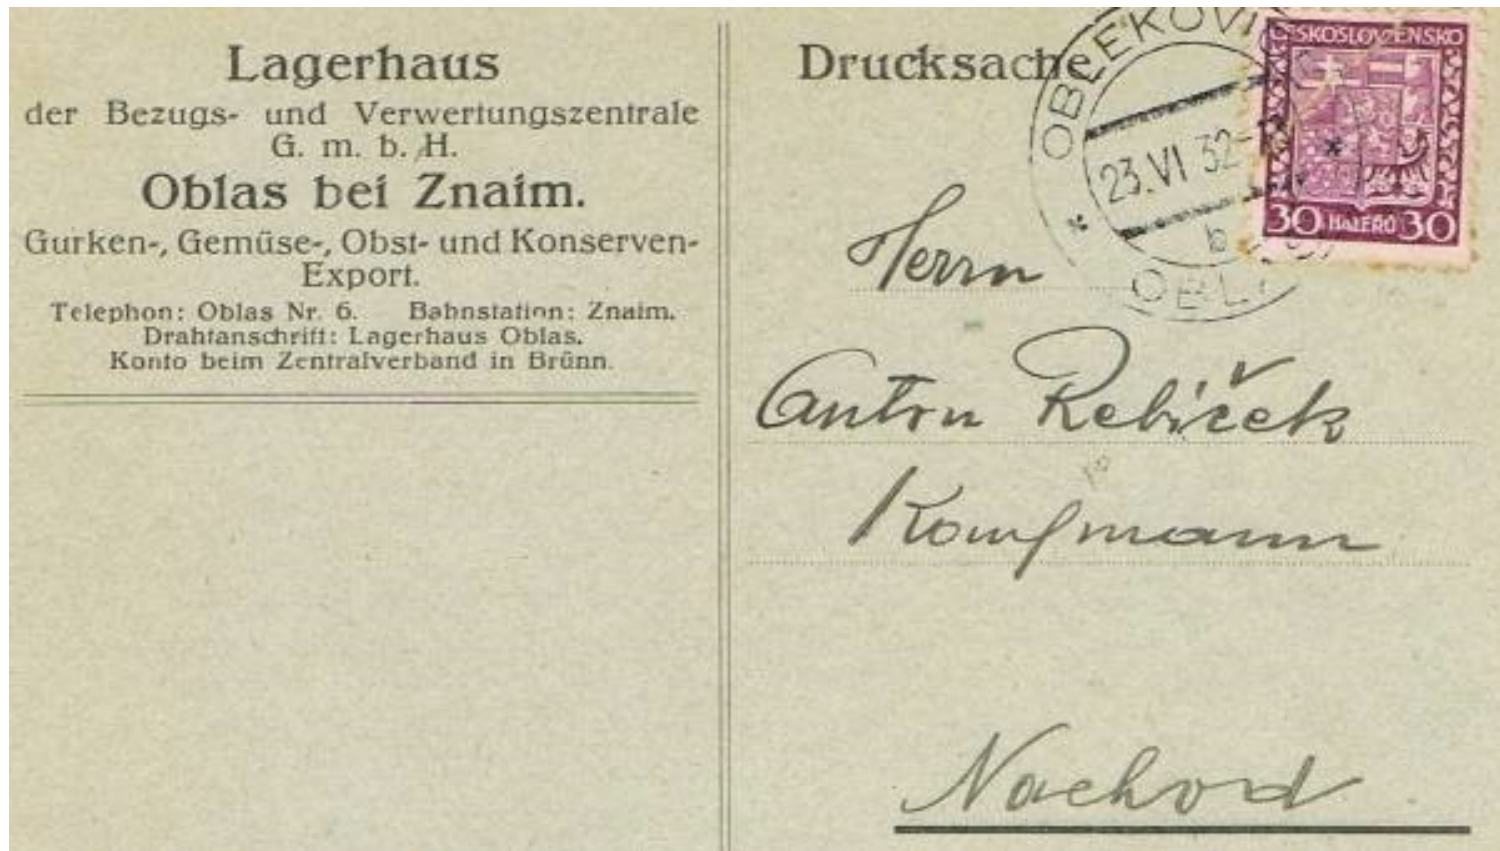 Lagerhaus
der Bezugs- und Verwertungszentrale
G. m. b. H.
Oblas bei Znaim.
Gurken-, Gemüse-, Obst- und Konserven-
Export.
Telephon: Oblas Nr. 6. Bahnstation: Znaim.
Drahtanschrift: Lagerhaus Oblas.
Konto beim Zentralverband in Brünn.
Drucksache
23.VI 32
b
ČESKOSLOVENSKO
30 HALÉŘŮ 30
Herrn
Anton Rebiček
Kaufmann
Nachod